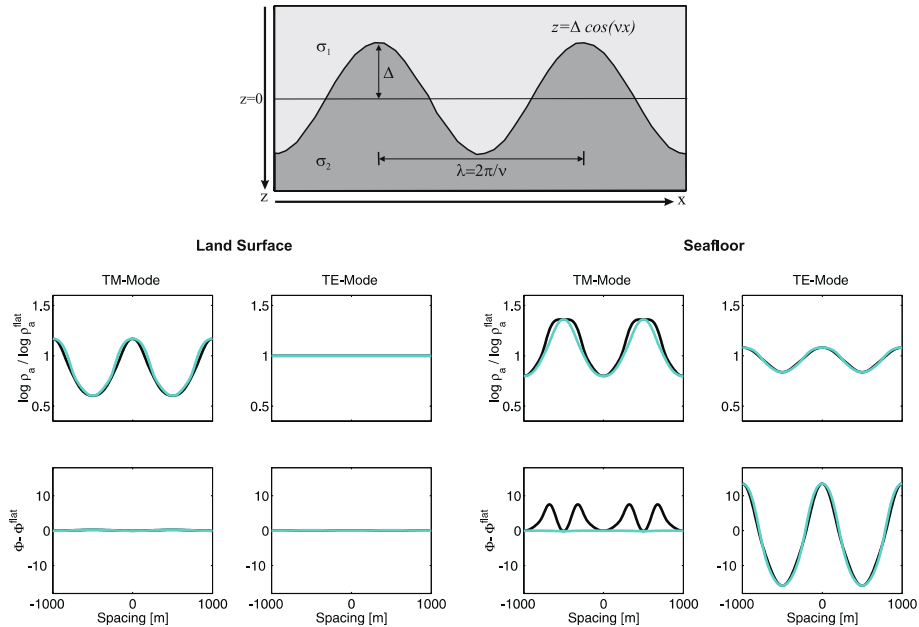 z=Δ cos(νx)
σ₁
Δ
z=0
σ₂
λ=2π/ν
z
x
Land Surface
Seafloor
TM-Mode
TE-Mode
TM-Mode
TE-Mode
log ρₐ / log ρₐ^flat
1.5
1
0.5
1.5
1
0.5
log ρₐ / log ρₐ^flat
1.5
1
0.5
1.5
1
0.5
Φ- Φ^flat
10
0
-10
10
0
-10
Φ- Φ^flat
10
0
-10
10
0
-10
-1000 0 1000
-1000 0 1000
-1000 0 1000
-1000 0 1000
Spacing [m]
Spacing [m]
Spacing [m]
Spacing [m]